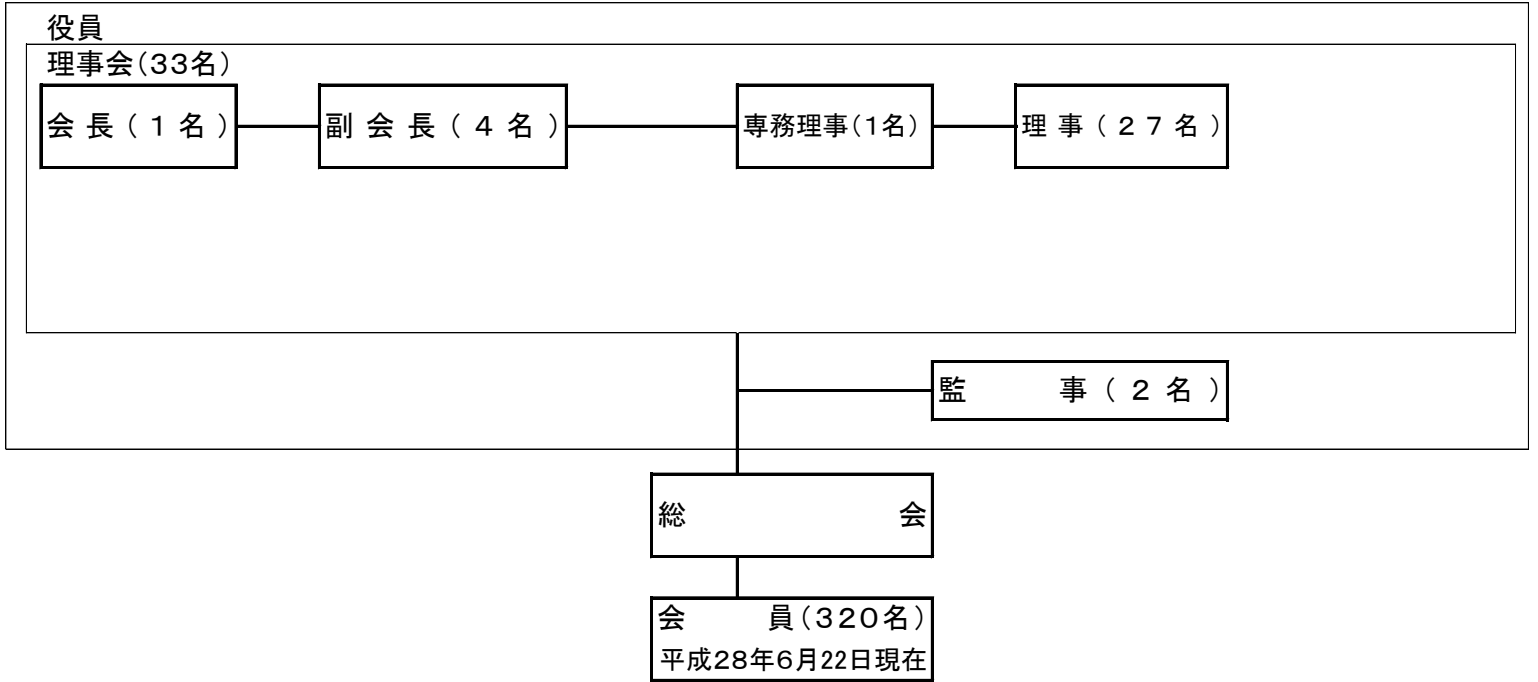 役員
理事会(33名)
会長(1名)
副会長(4名)
専務理事(1名)
理事(27名)
監　事(2名)
総　会
会　員(320名)
平成28年6月22日現在